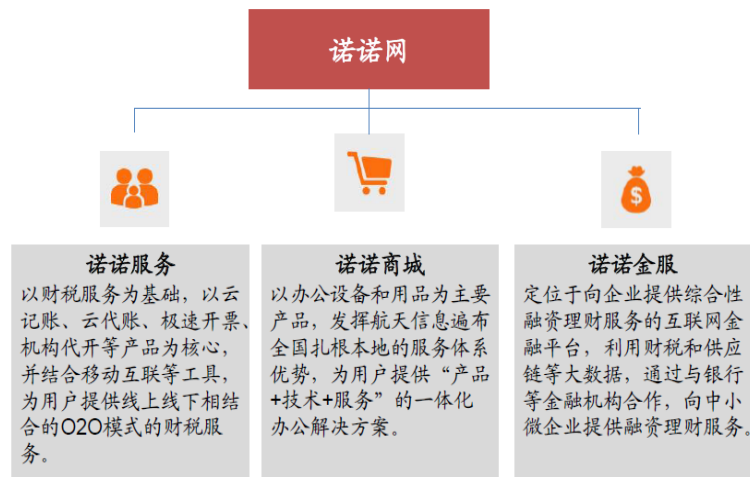 诺诺网
诺诺服务
以财税服务为基础，以云
记账、云代账、极速开票、
机构代开等产品为核心，
并结合移动互联等工具，
为用户提供线上线下相结
合的O2O模式的财税服
务。
诺诺商城
以办公设备和用品为主要
产品，发挥航天信息遍布
全国扎根本地的服务体系
优势，为用户提供“产品
+技术+服务”的一体化
办公解决方案。
诺诺金服
定位于向企业提供综合性
融资理财服务的互联网金
融平台，利用财税和供应
链等大数据，通过与银行
等金融机构合作，向中小
微企业提供融资理财服务。